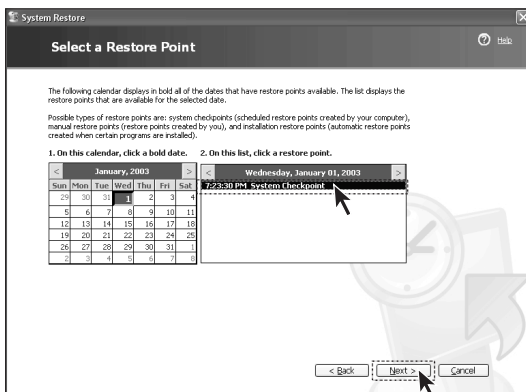 System Restore
Select a Restore Point
Help
The following calendar displays in bold all of the dates that have restore points available. The list displays the
restore points that are available for the selected date.
Possible types of restore points are: system checkpoints (scheduled restore points created by your computer),
manual restore points (restore points created by you), and installation restore points (automatic restore points
created when certain programs are installed).
1. On this calendar, click a bold date. 2. On this list, click a restore point.
< January, 2003 > < Wednesday, January 01, 2003 >
Sun Mon Tue Wed Thu Fri Sat 7:23:30 PM System Checkpoint
29 30 31 1 2 3 4
5 6 7 8 9 10 11
12 13 14 15 16 17 18
19 20 21 22 23 24 25
26 27 28 29 30 31 1
2 3 4 5 6 7 8
< Back Next > Cancel